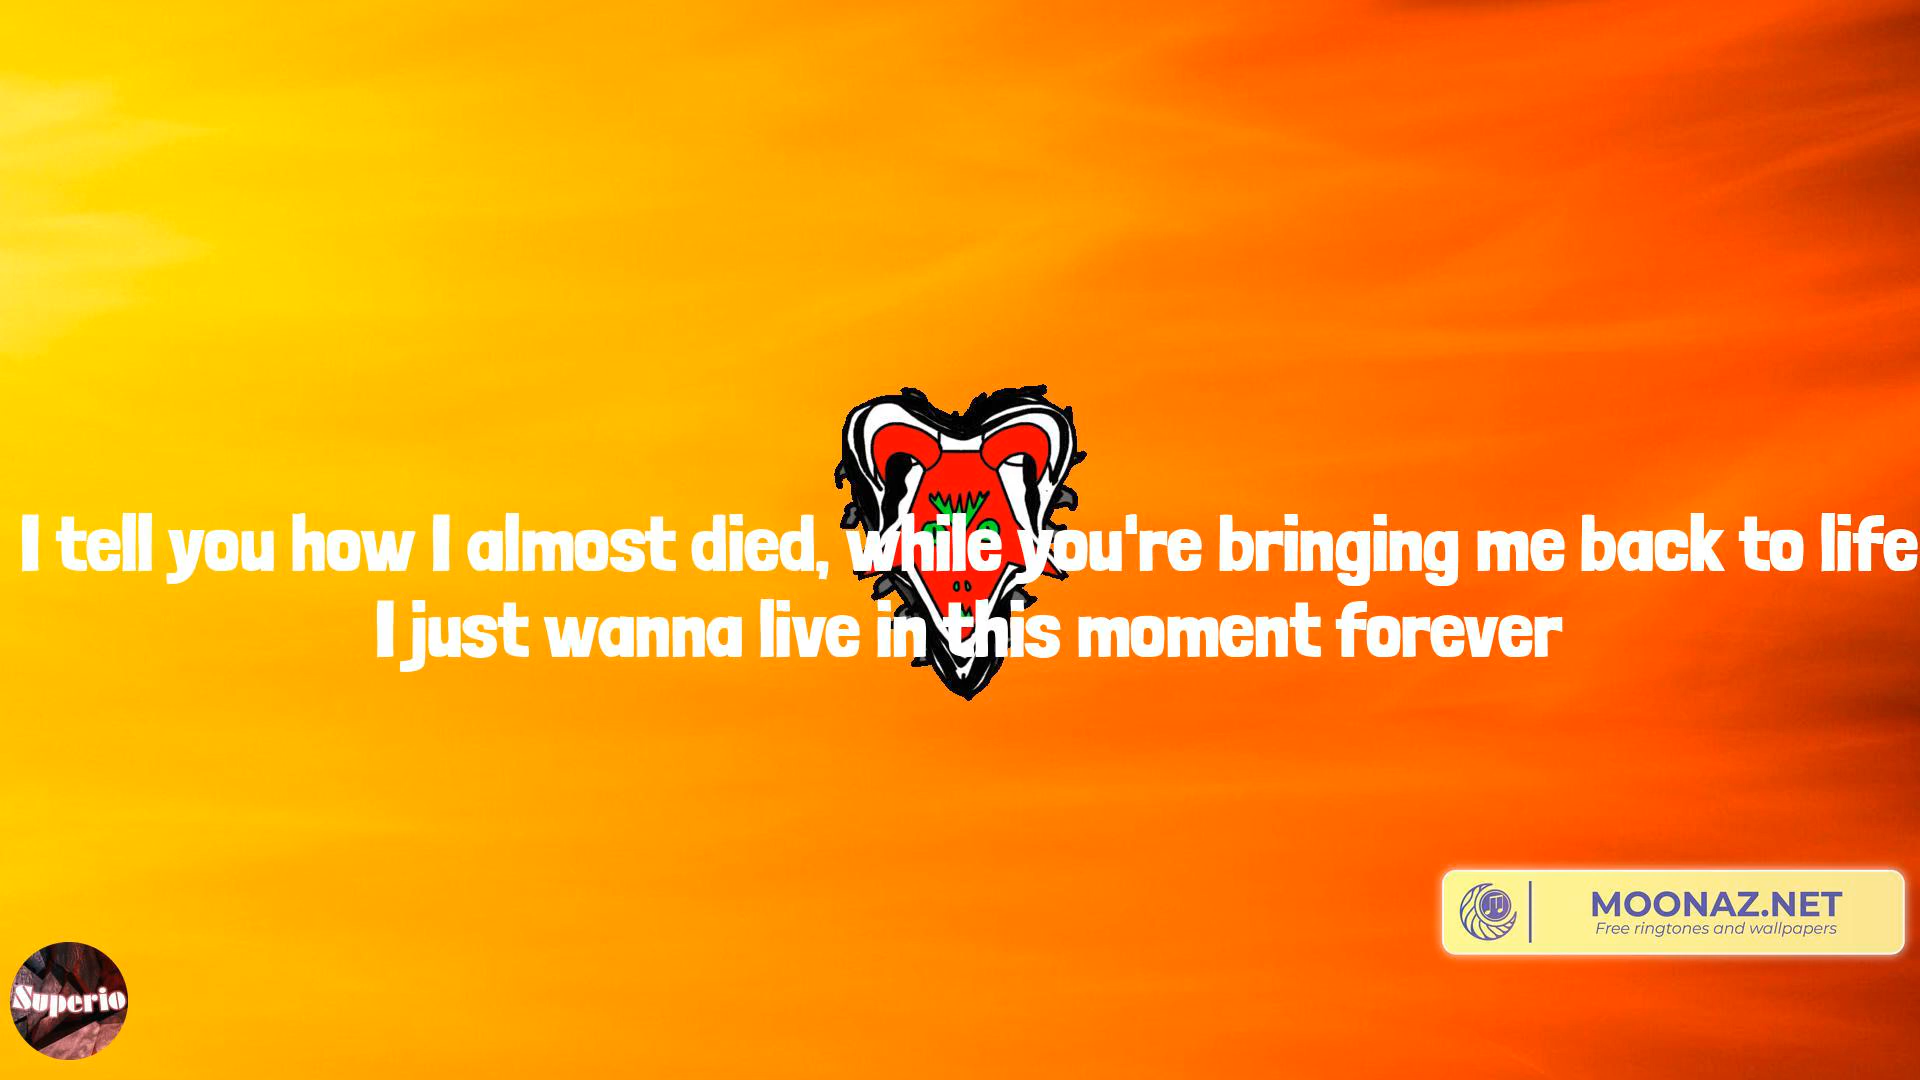 I tell you how I almost died, while you're bringing me back to life
I just wanna live in this moment forever
MOONAZ.NET
Free ringtones and wallpapers
Superio